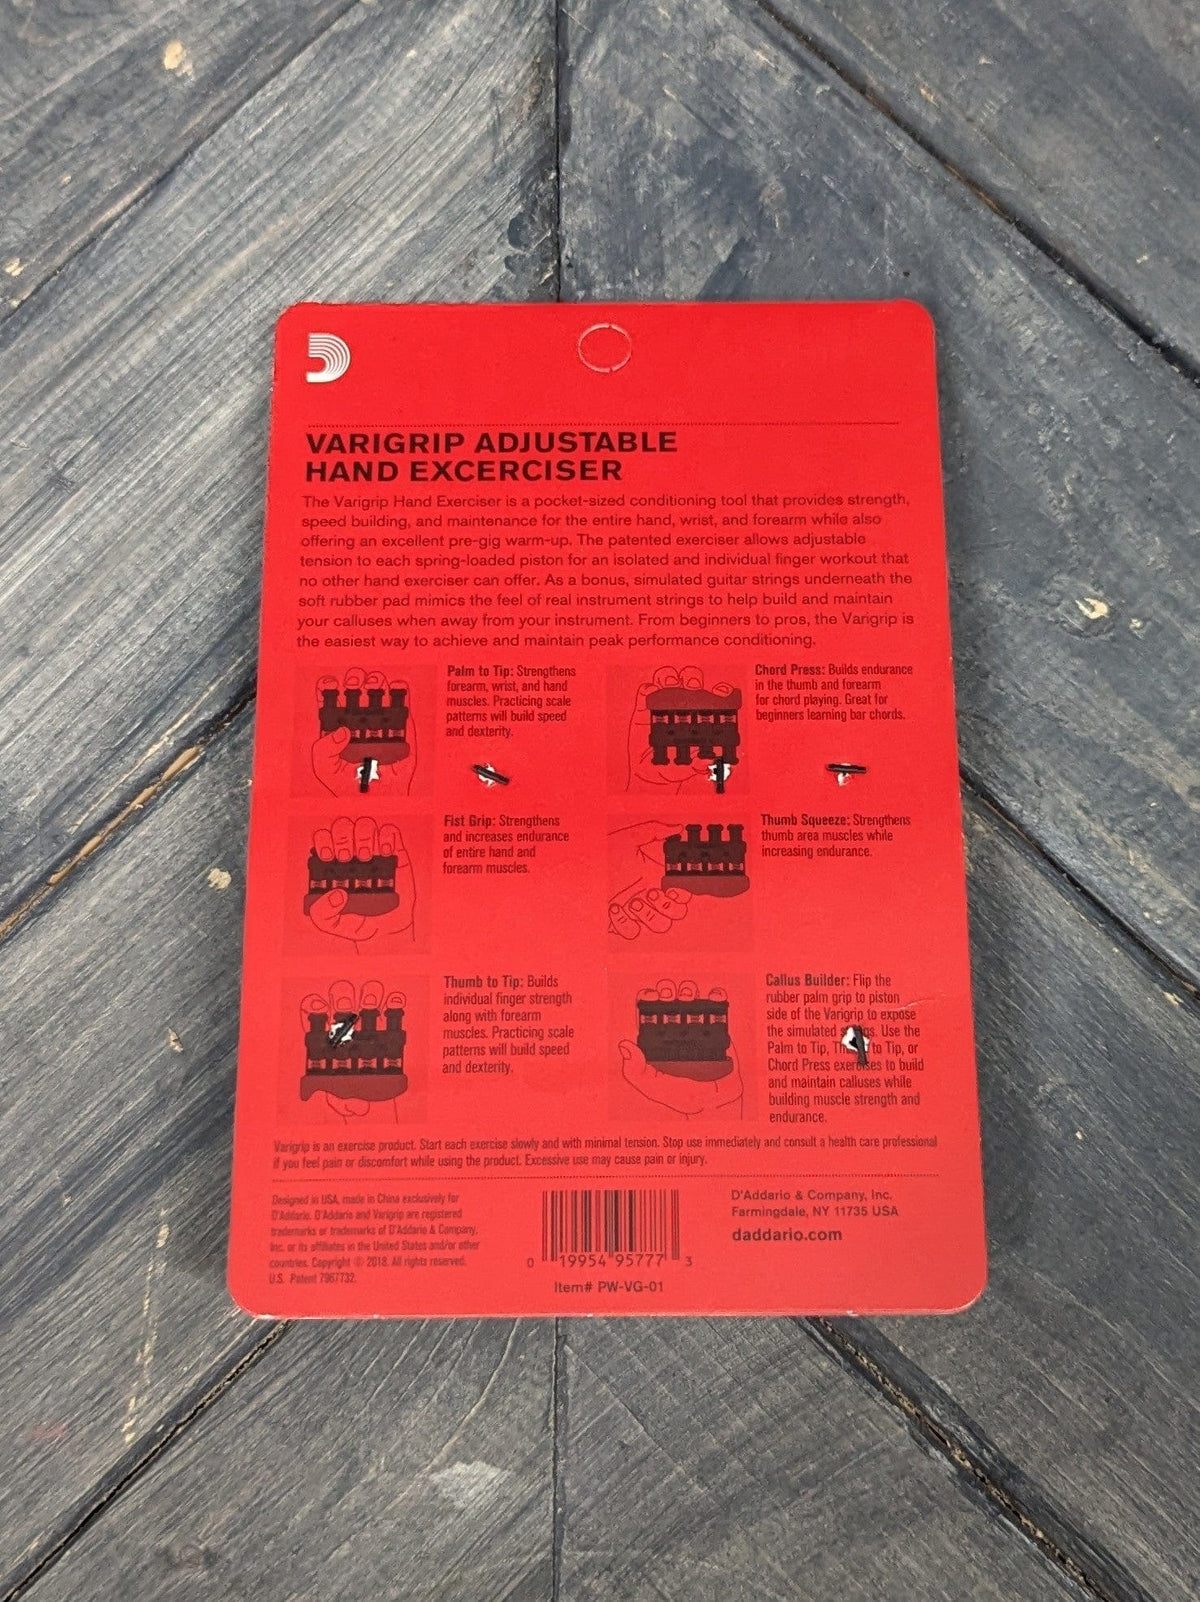 VARIGRIP ADJUSTABLE
HAND EXCERCISER
The Varigrip Hand Exerciser is a pocket-sized conditioning tool that provides strength,
speed building, and maintenance for the entire hand, wrist, and forearm while also
offering an excellent pre-gig warm-up. The patented exerciser allows adjustable
tension to each spring-loaded piston for an isolated and individual finger workout that
no other hand exerciser can offer. As a bonus, simulated guitar strings underneath the
soft rubber pad mimics the feel of real instrument strings to help build and maintain
your calluses when away from your instrument. From beginners to pros, the Varigrip is
the easiest way to achieve and maintain peak performance conditioning.
Palm to Tip: Strengthens
forearm, wrist, and hand
muscles. Practicing scale
patterns will build speed
and dexterity.
Chord Press: Builds endurance
in the thumb and forearm
for chord playing. Great for
beginners learning bar chords.
Fist Grip: Strengthens
and increases endurance
of entire hand and
forearm muscles.
Thumb Squeeze: Strengthens
thumb area muscles while
increasing endurance.
Thumb to Tip: Builds
individual finger strength
along with forearm
muscles. Practicing scale
patterns will build speed
and dexterity.
Callus Builder: Flip the
rubber palm grip to piston
side of the Varigrip to expose
the simulated Use the
Palm to Tip, to Tip, or
Chord Press exercises to build
and maintain calluses while
building muscle strength and
endurance.
Varigrip is an exercise product. Start each exercise slowly and with minimal tension. Stop use immediately and consult a health care professional
if you feel pain or discomfort while using the product. Excessive use may cause pain or injury.
Designed in USA, made in China exclusively for
D'Addario. D'Addario and Varigrip are registered
trademarks or trademarks of D'Addario & Company,
Inc. or its affiliates in the United States and/or other
countries. Copyright © 2018. All rights reserved.
U.S. Patent 7967732.
0 19954 95777 3
Item# PW-VG-01
D'Addario & Company, Inc.
Farmingdale, NY 11735 USA
daddario.com